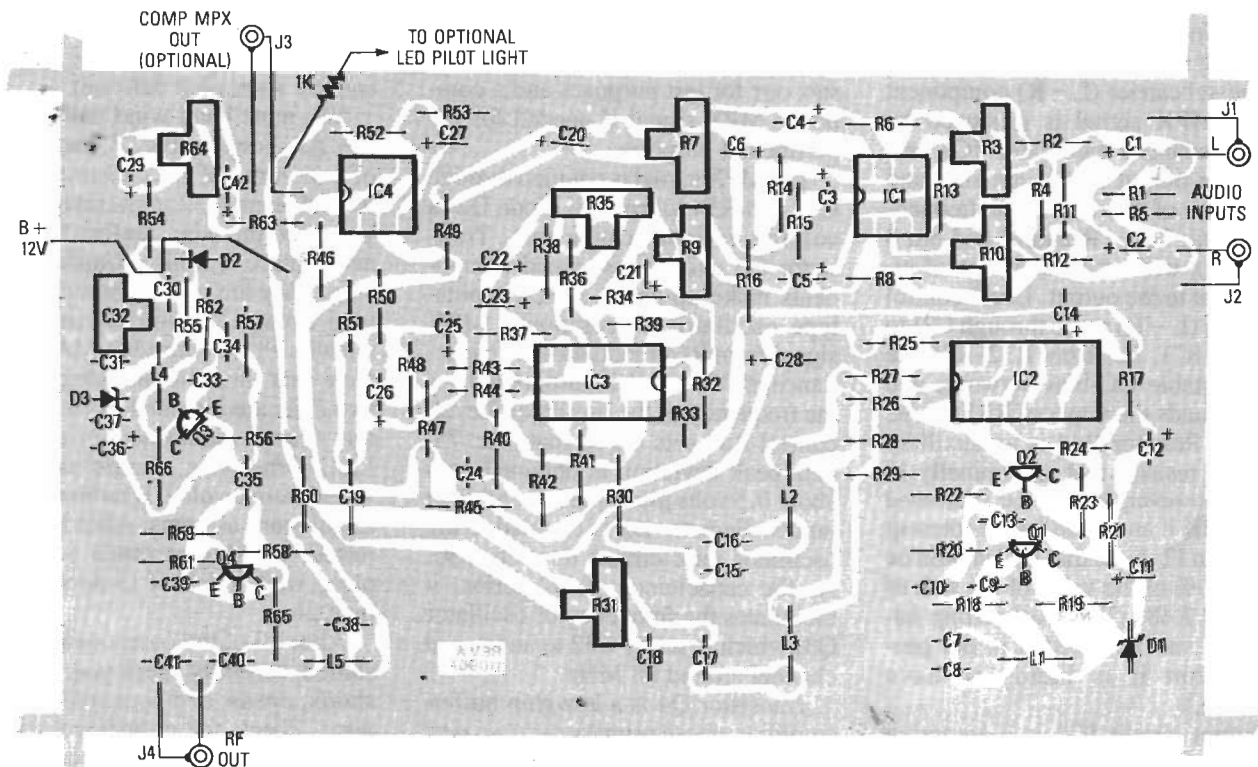 COMP MPX
OUT
(OPTIONAL)
J3
TO OPTIONAL
LED PILOT LIGHT
1K
R53
R52
C27
C20
R7
C6
C4
R6
R3
R2
C1
J1
L
C29
R64
C42
IC4
R14
C3
IC1
R13
R4
R1
AUDIO
INPUTS
R54
R63
R49
R35
R15
R11
R5
B+
12V
R46
R38
R9
R10
C2
R
D2
C22
R36
C21
R16
C5
R8
R12
J2
C30
R62
R50
C23
R34
C32
R55
R57
R51
C25
R37
R39
C14
C34
C31
L4
R48
R43
IC3
R32
C28
R25
IC2
R17
C33
R44
R27
D3
B
E
C26
R33
R26
C37
C
Q3
C36
R56
R47
R40
R28
R24
C12
R66
C35
R60
C19
C24
R42
R41
R30
L2
R29
Q2
E
C
B
R45
R22
R23
R21
R59
R58
C16
C13
Q1
R61
Q4
C15
R20
E
C
B
C39
E
B
C
C11
R65
R31
C10
C9
R18
R19
C38
C7
D1
C41
C40
L5
C18
C17
L3
C8
L1
REV A
J4
RF
OUT